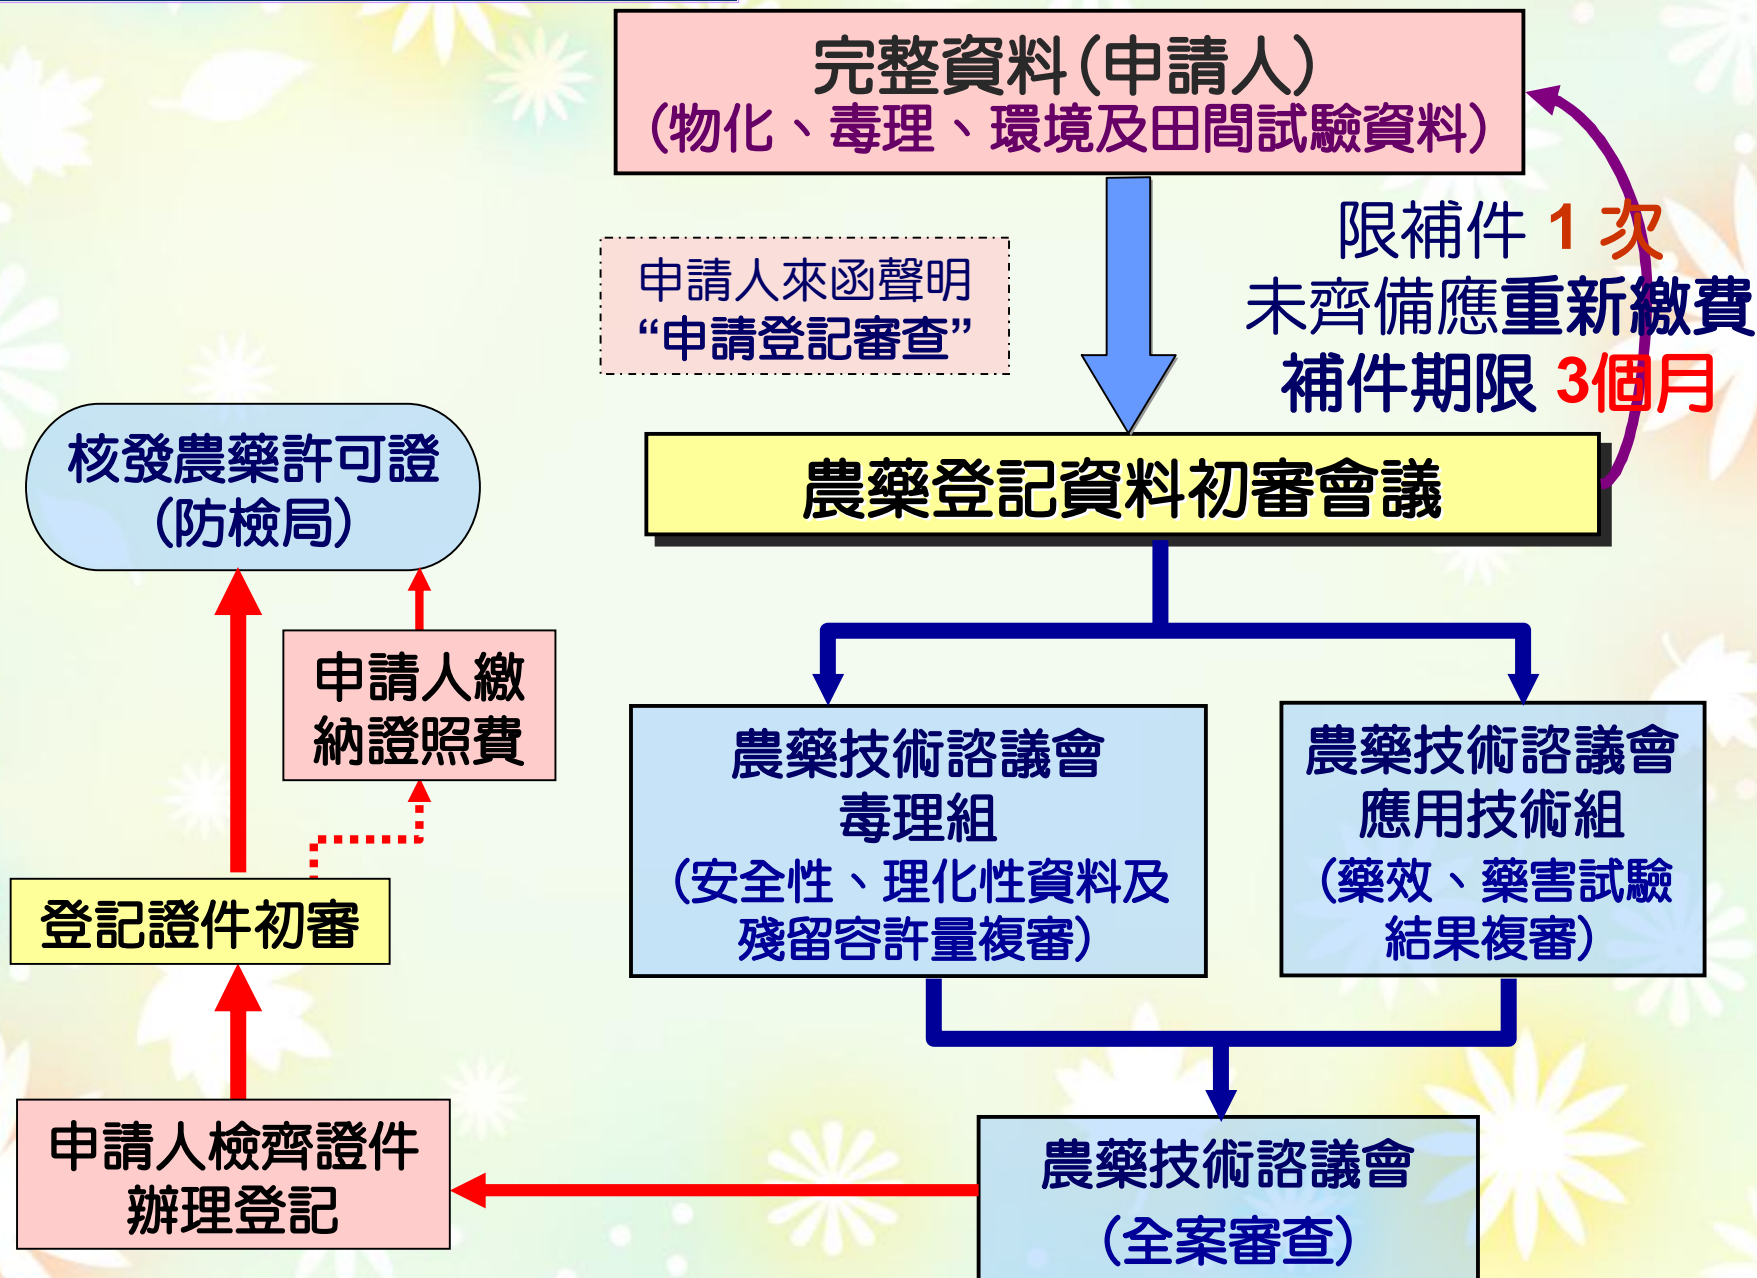 完整資料(申請人)
(物化、毒理、環境及田間試驗資料)
限補件 1 次
未齊備應重新繳費
補件期限 3個月
申請人來函聲明
“申請登記審查”
農藥登記資料初審會議
核發農藥許可證
(防檢局)
申請人繳
納證照費
農藥技術諮議會
毒理組
(安全性、理化性資料及
殘留容許量複審)
農藥技術諮議會
應用技術組
(藥效、藥害試驗
結果複審)
登記證件初審
申請人檢齊證件
辦理登記
農藥技術諮議會
(全案審查)